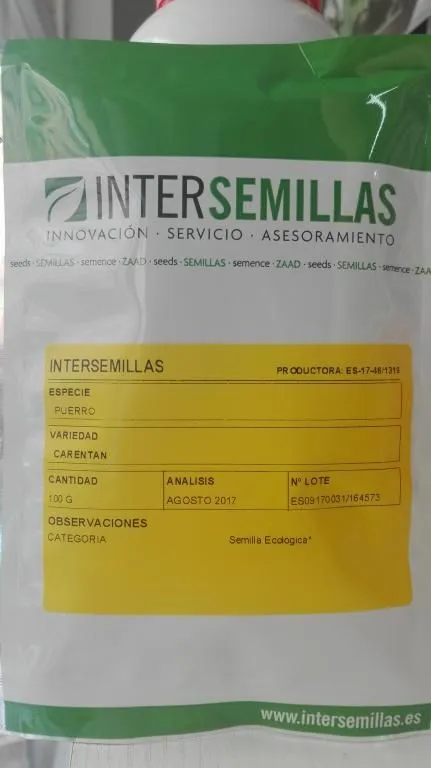 INTERSEMILLAS
INNOVACIÓN · SERVICIO · ASESORAMIENTO
seeds · SEMILLAS · semence · ZAAD · seeds · SEMILLAS · semence · ZAAD · seeds · SEMILLAS · semence · ZAA
INTERSEMILLAS PRODUCTORA: ES-17-46/1319
ESPECIE
PUERRO
VARIEDAD
CARENTAN
CANTIDAD ANALISIS Nº LOTE
100 G AGOSTO 2017 ES09170031/164573
OBSERVACIONES
CATEGORIA Semilla Ecologica*
www.intersemillas.es